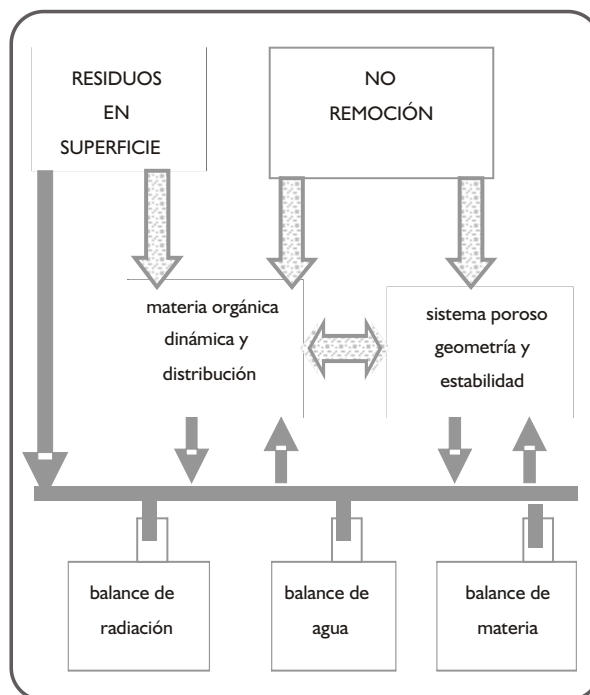 RESIDUOS
EN
SUPERFICIE
NO
REMOCIÓN
materia orgánica
dinámica y
distribución
sistema poroso
geometría y
estabilidad
balance de
radiación
balance de
agua
balance de
materia